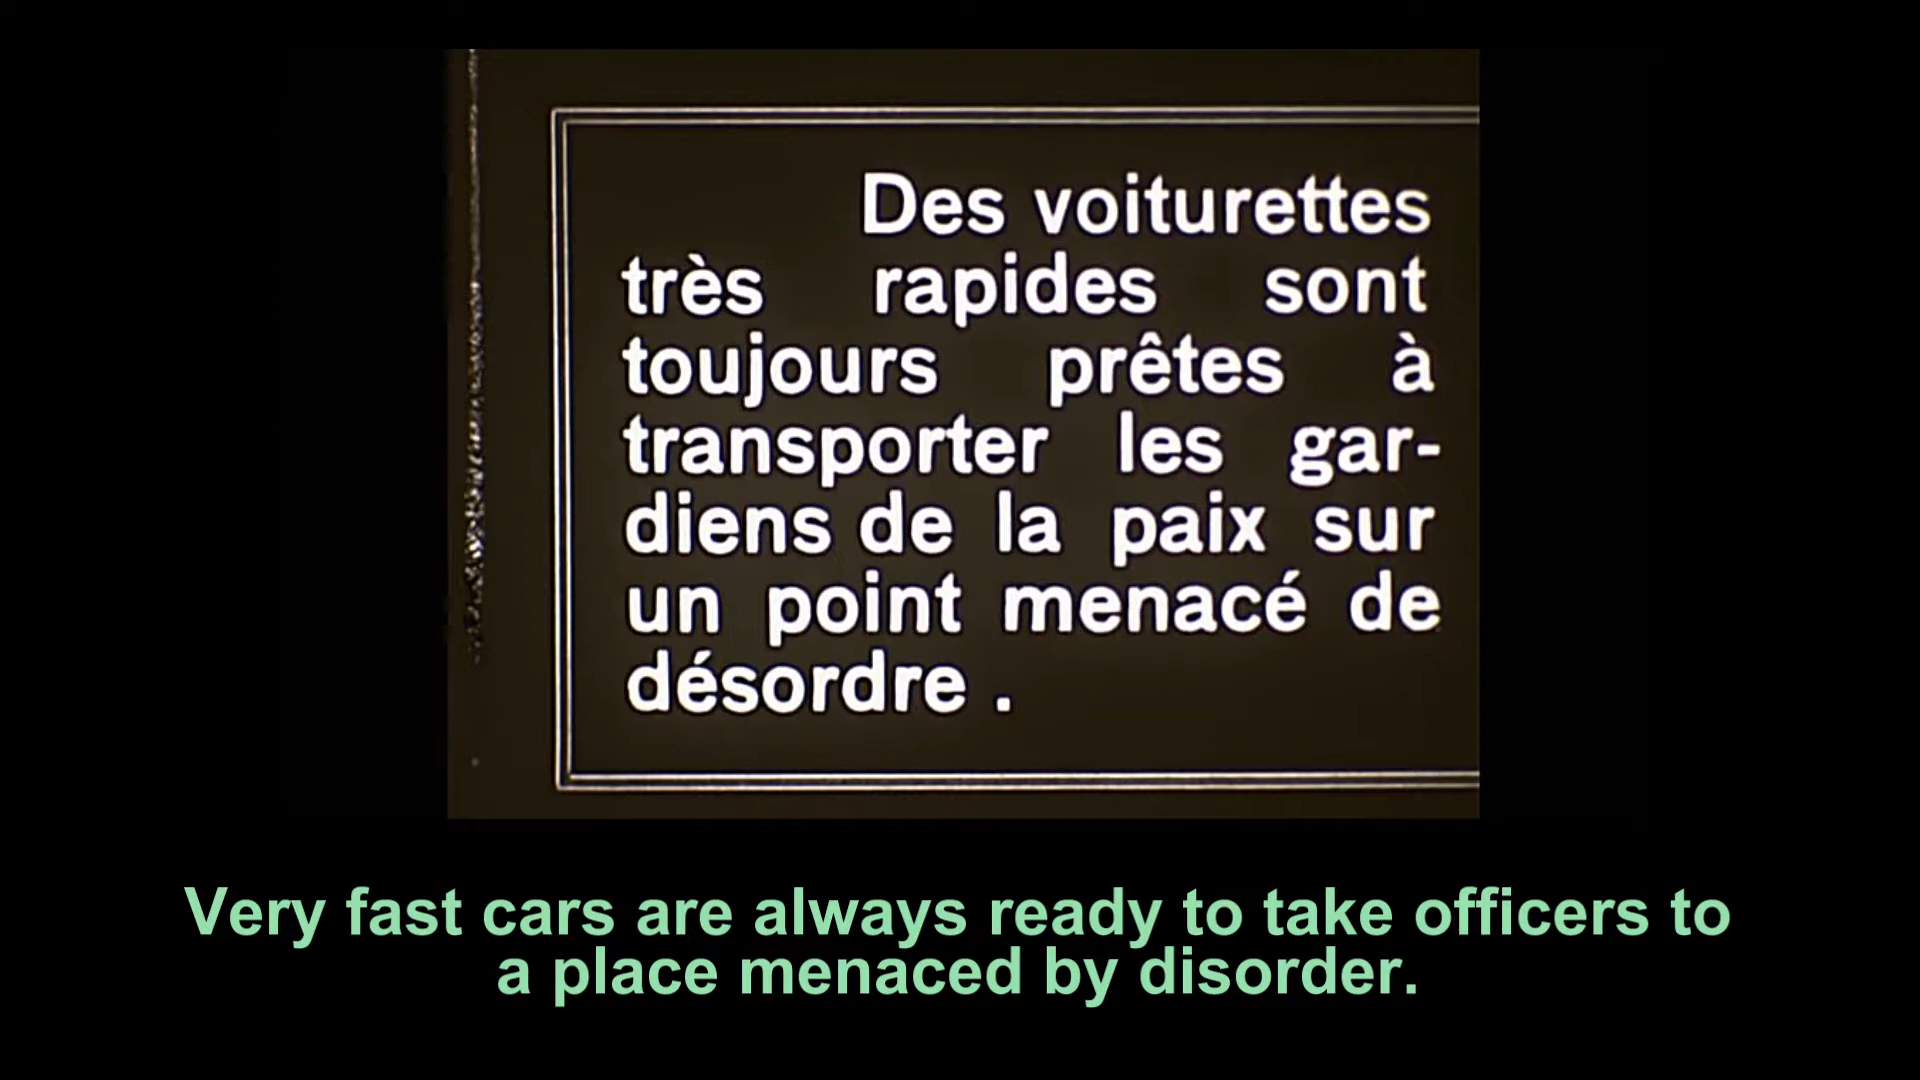 Des voiturettes
très rapides sont
toujours prêtes à
transporter les gar-
diens de la paix sur
un point menacé de
désordre .
Very fast cars are always ready to take officers to
a place menaced by disorder.